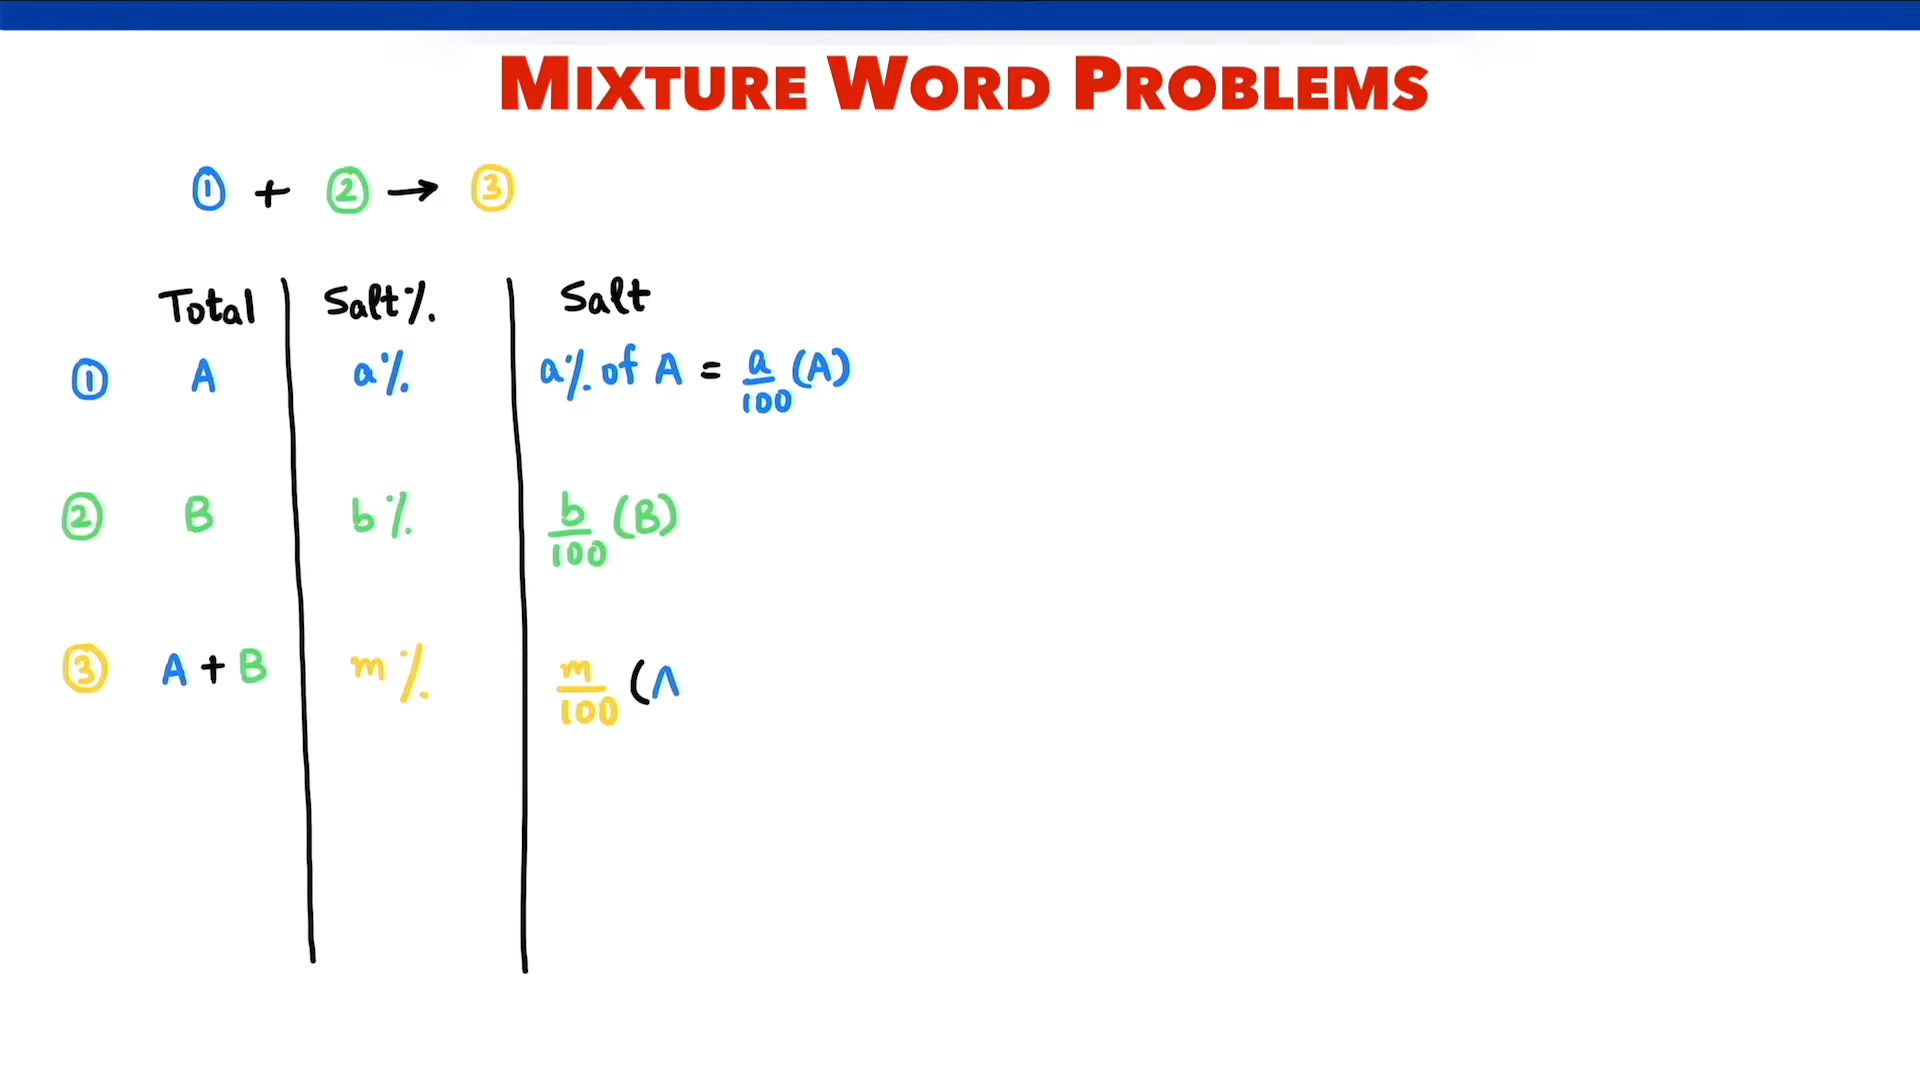 MIXTURE WORD PROBLEMS
① + ② → ③
Total Salt% Salt
① A a% a% of A = a/100 (A)
② B b% b/100 (B)
③ A + B m% m/100 (